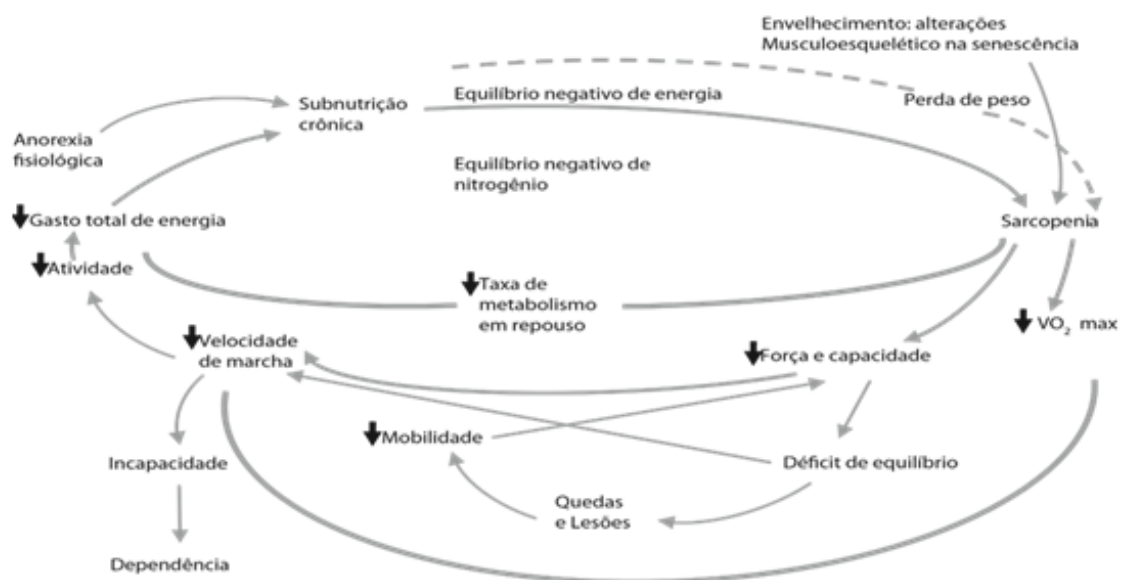 Envelhecimento: alterações
Musculoesquelético na senescência
Subnutrição
crônica
Equilíbrio negativo de energia
Perda de peso
Anorexia
fisiológica
Equilíbrio negativo de
nitrogênio
Gasto total de energia
Sarcopenia
Atividade
Taxa de
metabolismo
em repouso
VO₂ max
Velocidade
de marcha
Força e capacidade
Mobilidade
Incapacidade
Déficit de equilíbrio
Quedas
e Lesões
Dependência